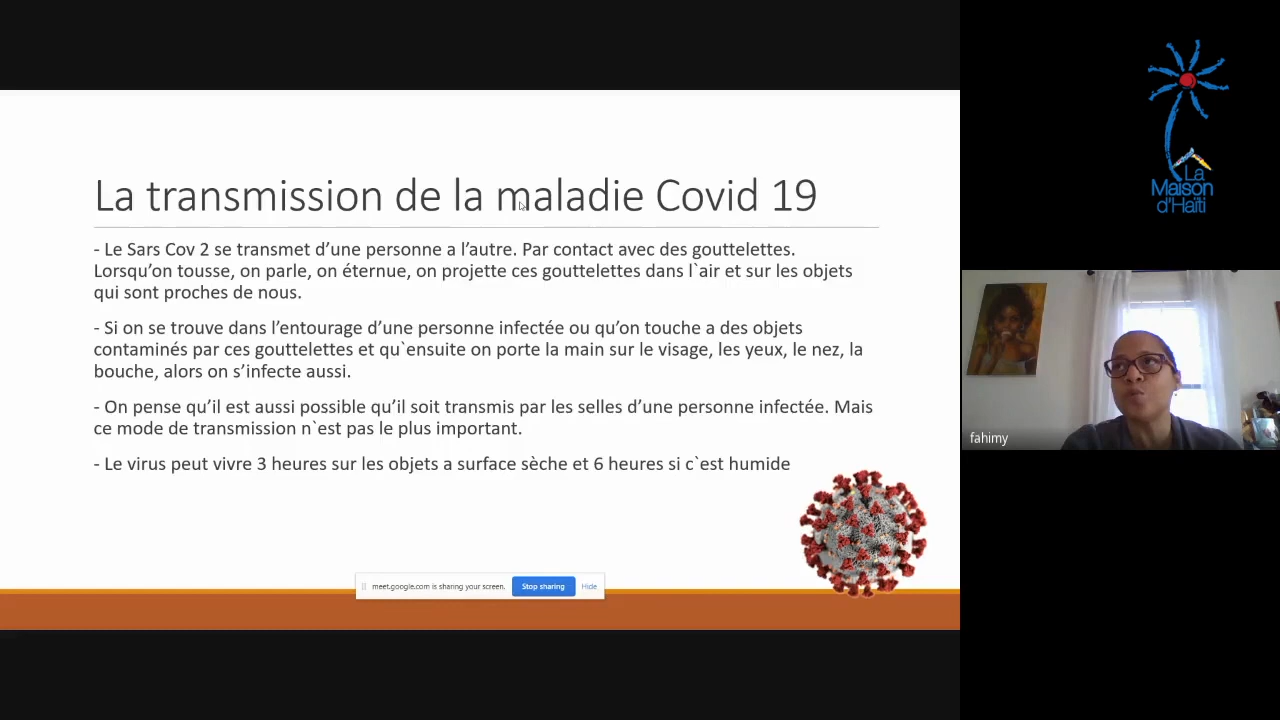 La transmission de la maladie Covid 19
- Le Sars Cov 2 se transmet d’une personne a l’autre. Par contact avec des gouttelettes.
Lorsqu’on tousse, on parle, on éternue, on projette ces gouttelettes dans l`air et sur les objets
qui sont proches de nous.
- Si on se trouve dans l’entourage d’une personne infectée ou qu’on touche a des objets
contaminés par ces gouttelettes et qu`ensuite on porte la main sur le visage, les yeux, le nez, la
bouche, alors on s’infecte aussi.
- On pense qu’il est aussi possible qu’il soit transmis par les selles d’une personne infectée. Mais
ce mode de transmission n`est pas le plus important.
- Le virus peut vivre 3 heures sur les objets a surface sèche et 6 heures si c`est humide
meet.google.com is sharing your screen. Stop sharing Hide
La
Maison
d'Haïti
fahimy